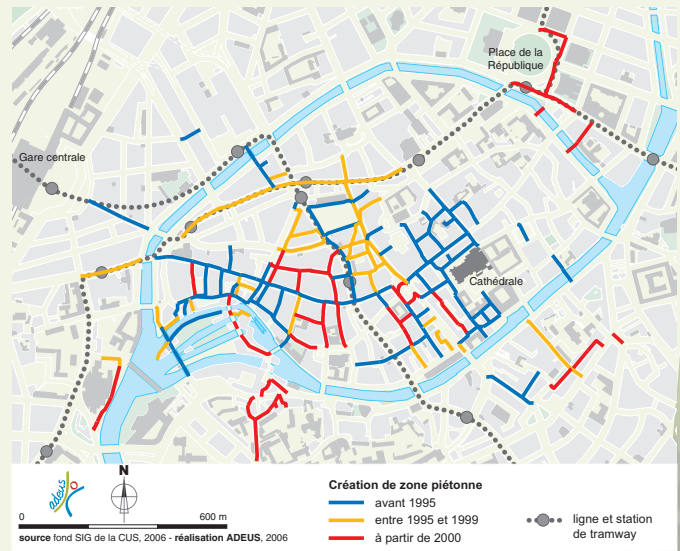 Place de la
République
Gare centrale
Cathédrale
adeus
N
0 600 m
source fond SIG de la CUS, 2006 - réalisation ADEUS, 2006
Création de zone piétonne
avant 1995
entre 1995 et 1999
à partir de 2000
ligne et station
de tramway